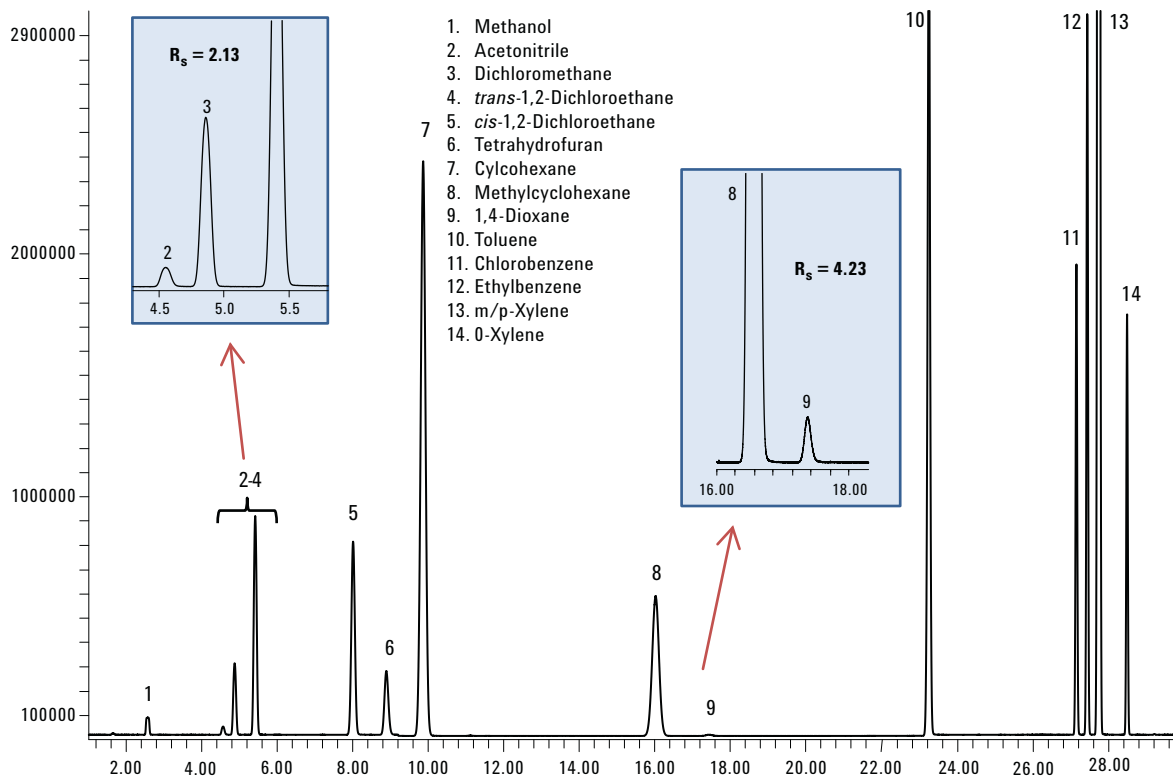 2900000
2000000
1000000
100000
Rs = 2.13
3
2
4.5 5.0 5.5
1. Methanol
2. Acetonitrile
3. Dichloromethane
4. trans-1,2-Dichloroethane
5. cis-1,2-Dichloroethane
6. Tetrahydrofuran
7. Cylcohexane
8. Methylcyclohexane
9. 1,4-Dioxane
10. Toluene
11. Chlorobenzene
12. Ethylbenzene
13. m/p-Xylene
14. 0-Xylene
8
Rs = 4.23
9
16.00 18.00
1
2-4
5
6
7
8
9
10
11
12
13
14
2.00 4.00 6.00 8.00 10.00 12.00 14.00 16.00 18.00 20.00 22.00 24.00 26.00 28.00